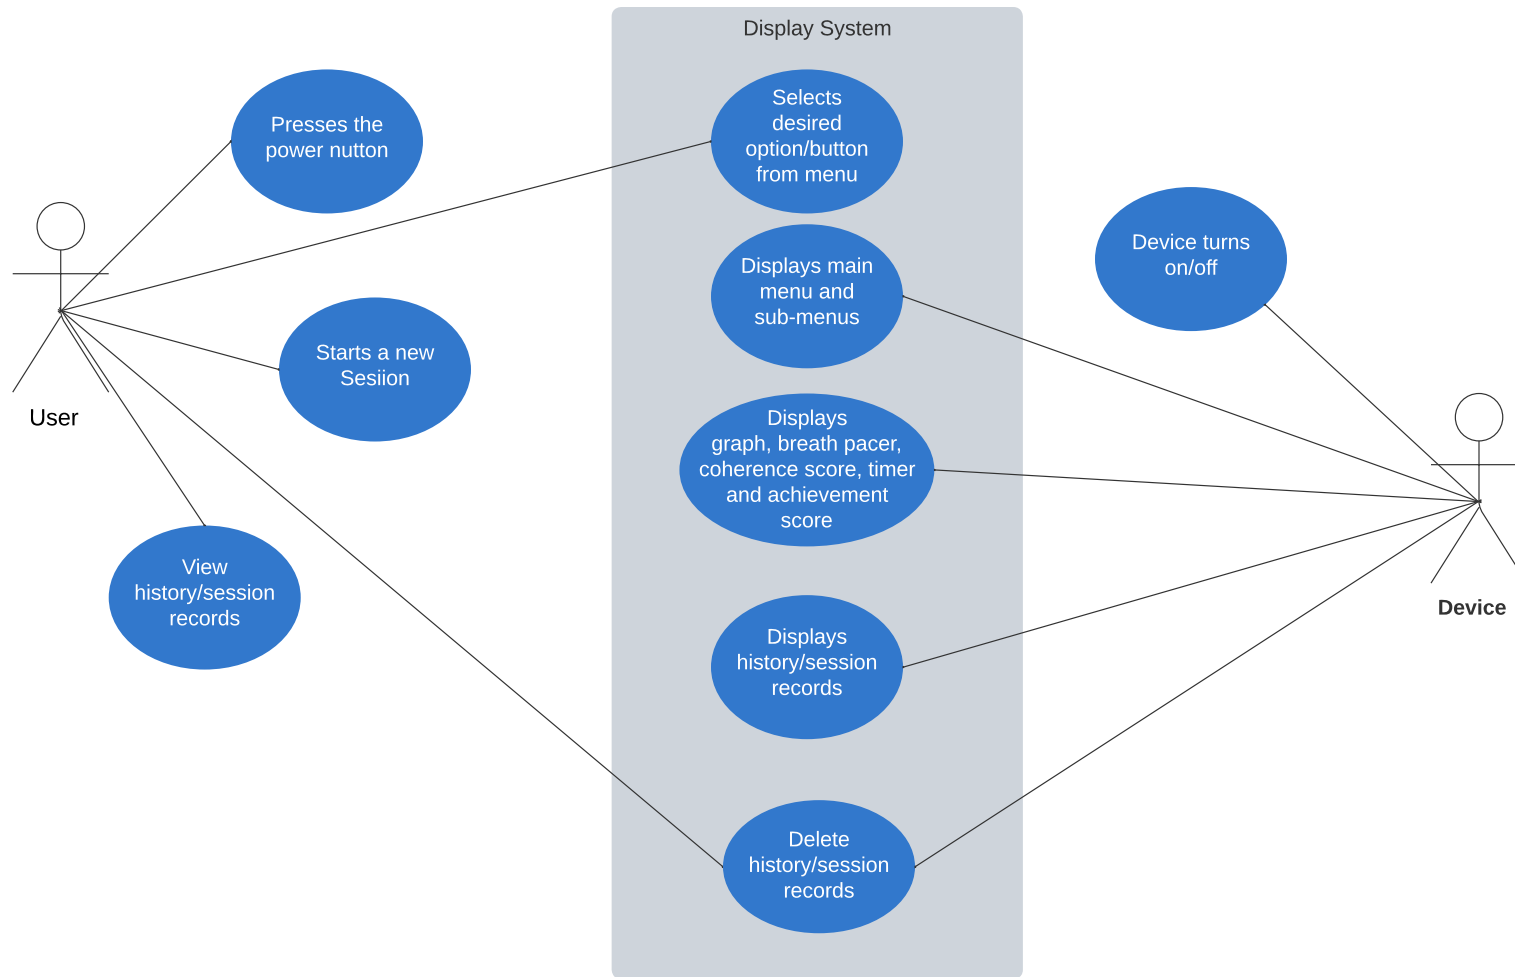 Display System
Presses the
power nutton
Selects
desired
option/button
from menu
Displays main
menu and
sub-menus
Device turns
on/off
Starts a new
Sesiion
User
Displays
graph, breath pacer,
coherence score, timer
and achievement
score
View
history/session
records
Displays
history/session
records
Device
Delete
history/session
records